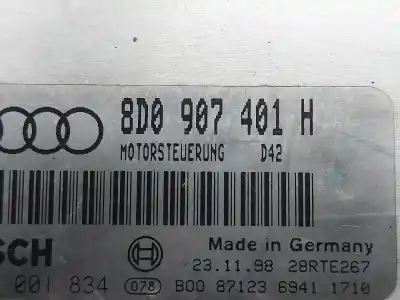 8D0 907 401 H
MOTORSTEUERUNG D42
SCH
Made in Germany
23.11.98 28RTE267
001 834 078 B00 87123 6941 1710